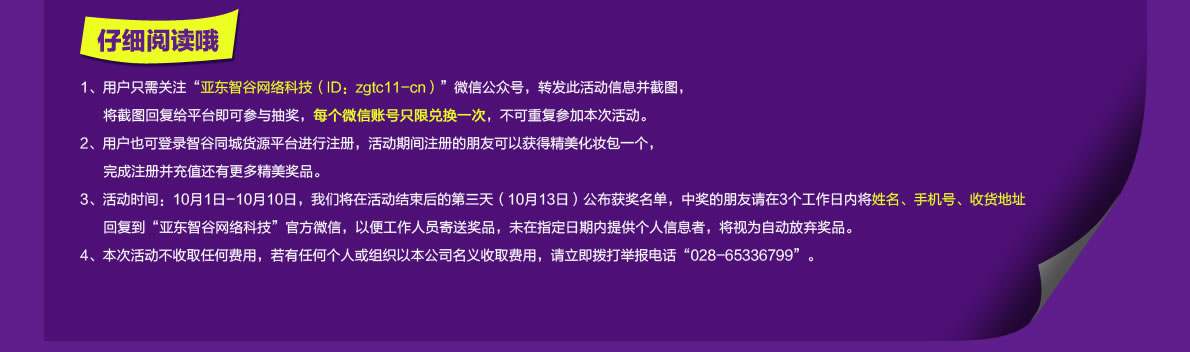 仔细阅读哦
1、用户只需关注“亚东智谷网络科技（ID：zgtc11-cn）”微信公众号，转发此活动信息并截图，
将截图回复给平台即可参与抽奖，每个微信账号只限兑换一次，不可重复参加本次活动。
2、用户也可登录智谷同城货源平台进行注册，活动期间注册的朋友可以获得精美化妆包一个，
完成注册并充值还有更多精美奖品。
3、活动时间：10月1日-10月10日，我们将在活动结束后的第三天（10月13日）公布获奖名单，中奖的朋友请在3个工作日内将姓名、手机号、收货地址
回复到“亚东智谷网络科技”官方微信，以便工作人员寄送奖品，未在指定日期内提供个人信息者，将视为自动放弃奖品。
4、本次活动不收取任何费用，若有任何个人或组织以本公司名义收取费用，请立即拨打举报电话“028-65336799”。